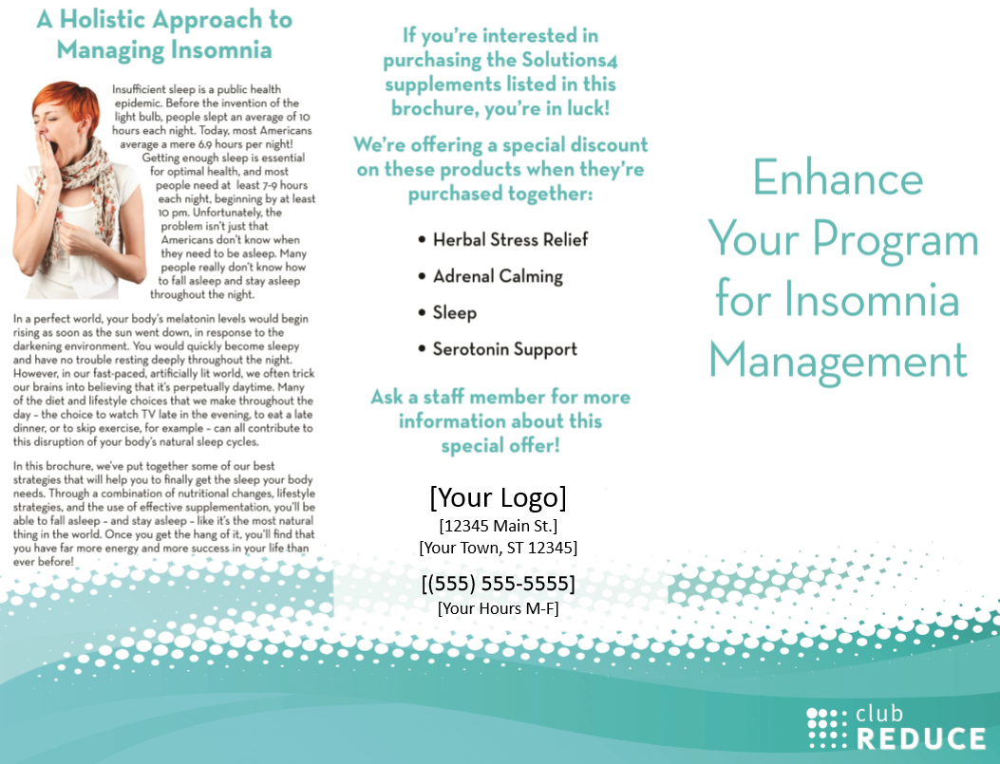 A Holistic Approach to
Managing Insomnia
Insufficient sleep is a public health
epidemic. Before the invention of the
light bulb, people slept an average of 10
hours each night. Today, most Americans
average a mere 6.9 hours per night!
Getting enough sleep is essential
for optimal health, and most
people need at least 7-9 hours
each night, beginning by at least
10 pm. Unfortunately, the
problem isn't just that
Americans don't know when
they need to be asleep. Many
people really don't know how
to fall asleep and stay asleep
throughout the night.
In a perfect world, your body's melatonin levels would begin
rising as soon as the sun went down, in response to the
darkening environment. You would quickly become sleepy
and have no trouble resting deeply throughout the night.
However, in our fast-paced, artificially lit world, we often trick
our brains into believing that it's perpetually daytime. Many
of the diet and lifestyle choices that we make throughout the
day – the choice to watch TV late in the evening, to eat a late
dinner, or to skip exercise, for example – can all contribute to
this disruption of your body's natural sleep cycles.
In this brochure, we've put together some of our best
strategies that will help you to finally get the sleep your body
needs. Through a combination of nutritional changes, lifestyle
strategies, and the use of effective supplementation, you'll be
able to fall asleep – and stay asleep – like it's the most natural
thing in the world. Once you get the hang of it, you'll find that
you have far more energy and more success in your life than
ever before!
If you're interested in
purchasing the Solutions4
supplements listed in this
brochure, you're in luck!
We're offering a special discount
on these products when they're
purchased together:
• Herbal Stress Relief
• Adrenal Calming
• Sleep
• Serotonin Support
Ask a staff member for more
information about this
special offer!
[Your Logo]
[12345 Main St.]
[Your Town, ST 12345]
[(555) 555-5555]
[Your Hours M-F]
Enhance
Your Program
for Insomnia
Management
club
REDUCE